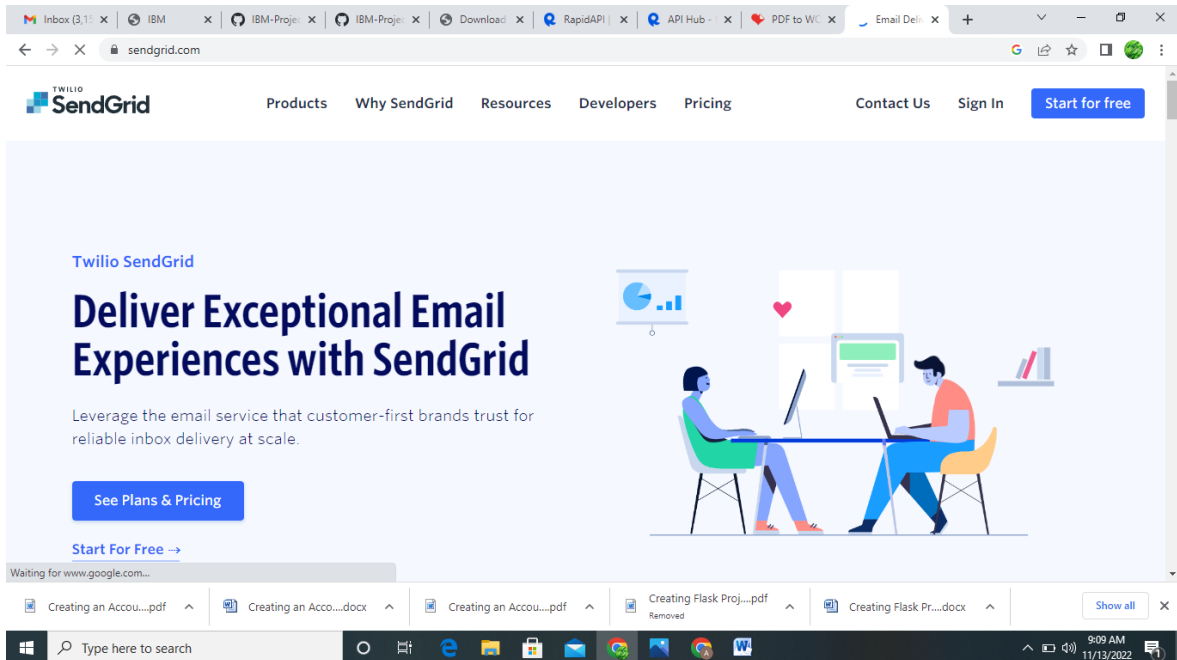 Inbox (3,15
IBM
IBM-Projec
IBM-Projec
Download
RapidAPI |
API Hub -
PDF to WO
Email Deliv
sendgrid.com
TWILIO
SendGrid
Products
Why SendGrid
Resources
Developers
Pricing
Contact Us
Sign In
Start for free
Twilio SendGrid
Deliver Exceptional Email
Experiences with SendGrid
Leverage the email service that customer-first brands trust for
reliable inbox delivery at scale.
See Plans & Pricing
Start For Free →
Waiting for www.google.com...
Creating an Accou....pdf
Creating an Acco....docx
Creating an Accou....pdf
Creating Flask Proj....pdf
Removed
Creating Flask Pr....docx
Show all
Type here to search
9:09 AM
11/13/2022